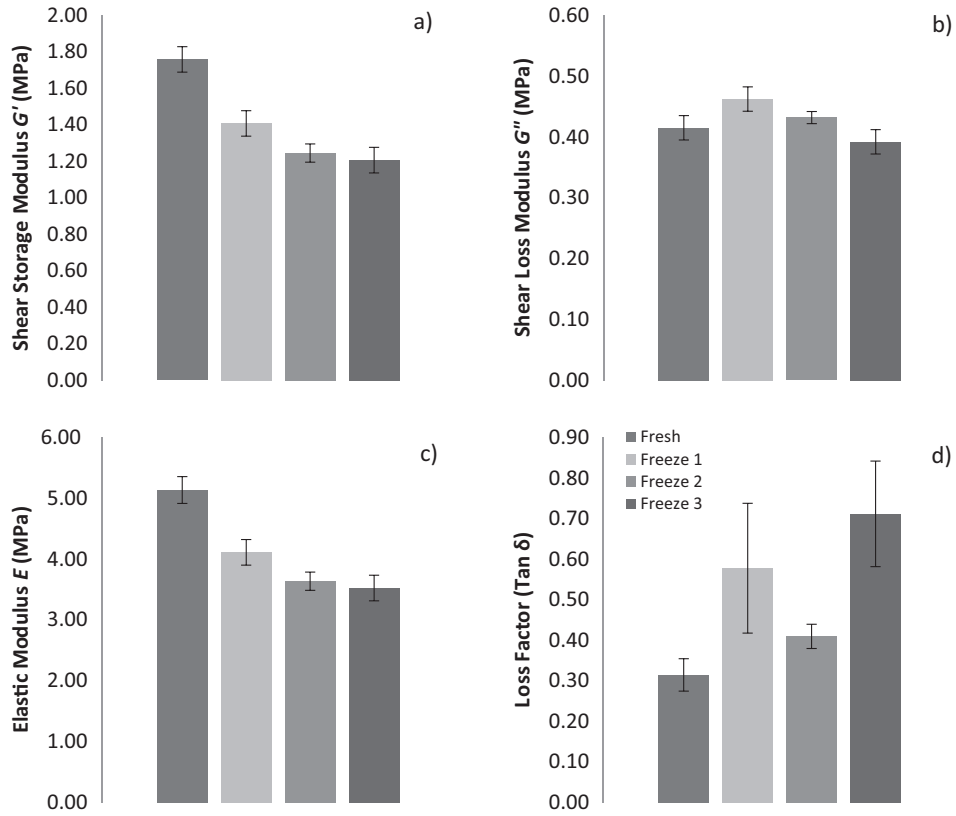 a)
Shear Storage Modulus G' (MPa)
2.00
1.80
1.60
1.40
1.20
1.00
0.80
0.60
0.40
0.20
0.00
b)
Shear Loss Modulus G" (MPa)
0.60
0.50
0.40
0.30
0.20
0.10
0.00
c)
Elastic Modulus E (MPa)
6.00
5.00
4.00
3.00
2.00
1.00
0.00
d)
Loss Factor (Tan δ)
0.90
0.80
0.70
0.60
0.50
0.40
0.30
0.20
0.10
0.00
Fresh
Freeze 1
Freeze 2
Freeze 3